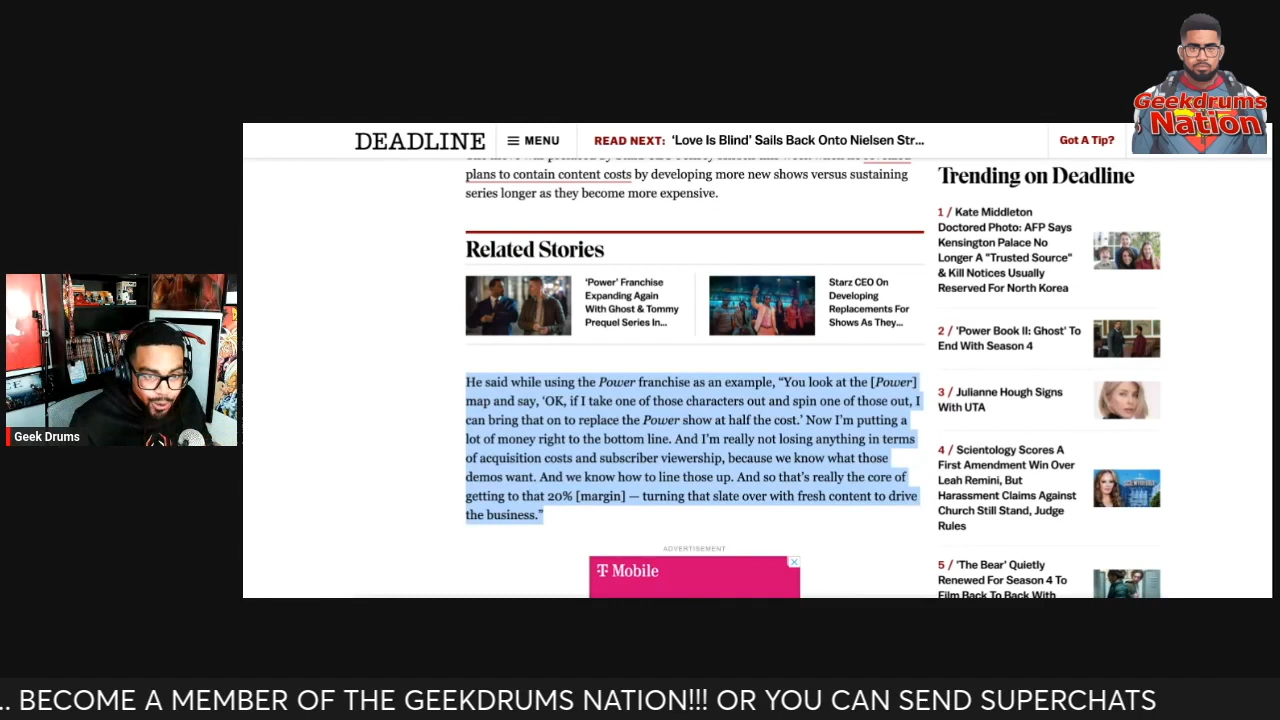 Geekdrums
Nation
DEADLINE
MENU
READ NEXT: ‘Love Is Blind’ Sails Back Onto Nielsen Str...
Got A Tip?
plans to contain content costs by developing more new shows versus sustaining
series longer as they become more expensive.
Related Stories
‘Power’ Franchise
Expanding Again
With Ghost & Tommy
Prequel Series In...
Starz CEO On
Developing
Replacements For
Shows As They...
He said while using the Power franchise as an example, “You look at the [Power]
map and say, ‘OK, if I take one of those characters out and spin one of those out, I
can bring that on to replace the Power show at half the cost.’ Now I’m putting a
lot of money right to the bottom line. And I’m really not losing anything in terms
of acquisition costs and subscriber viewership, because we know what those
demos want. And we know how to line those up. And so that’s really the core of
getting to that 20% [margin] — turning that slate over with fresh content to drive
the business.”
ADVERTISEMENT
T Mobile
Trending on Deadline
1 / Kate Middleton
Doctored Photo: AFP Says
Kensington Palace No
Longer A "Trusted Source"
& Kill Notices Usually
Reserved For North Korea
2 / 'Power Book II: Ghost' To
End With Season 4
3 / Julianne Hough Signs
With UTA
4 / Scientology Scores A
First Amendment Win Over
Leah Remini, But
Harassment Claims Against
Church Still Stand, Judge
Rules
5 / 'The Bear' Quietly
Renewed For Season 4 To
Film Back To Back With
Geek Drums
.. BECOME A MEMBER OF THE GEEKDRUMS NATION!!! OR YOU CAN SEND SUPERCHATS